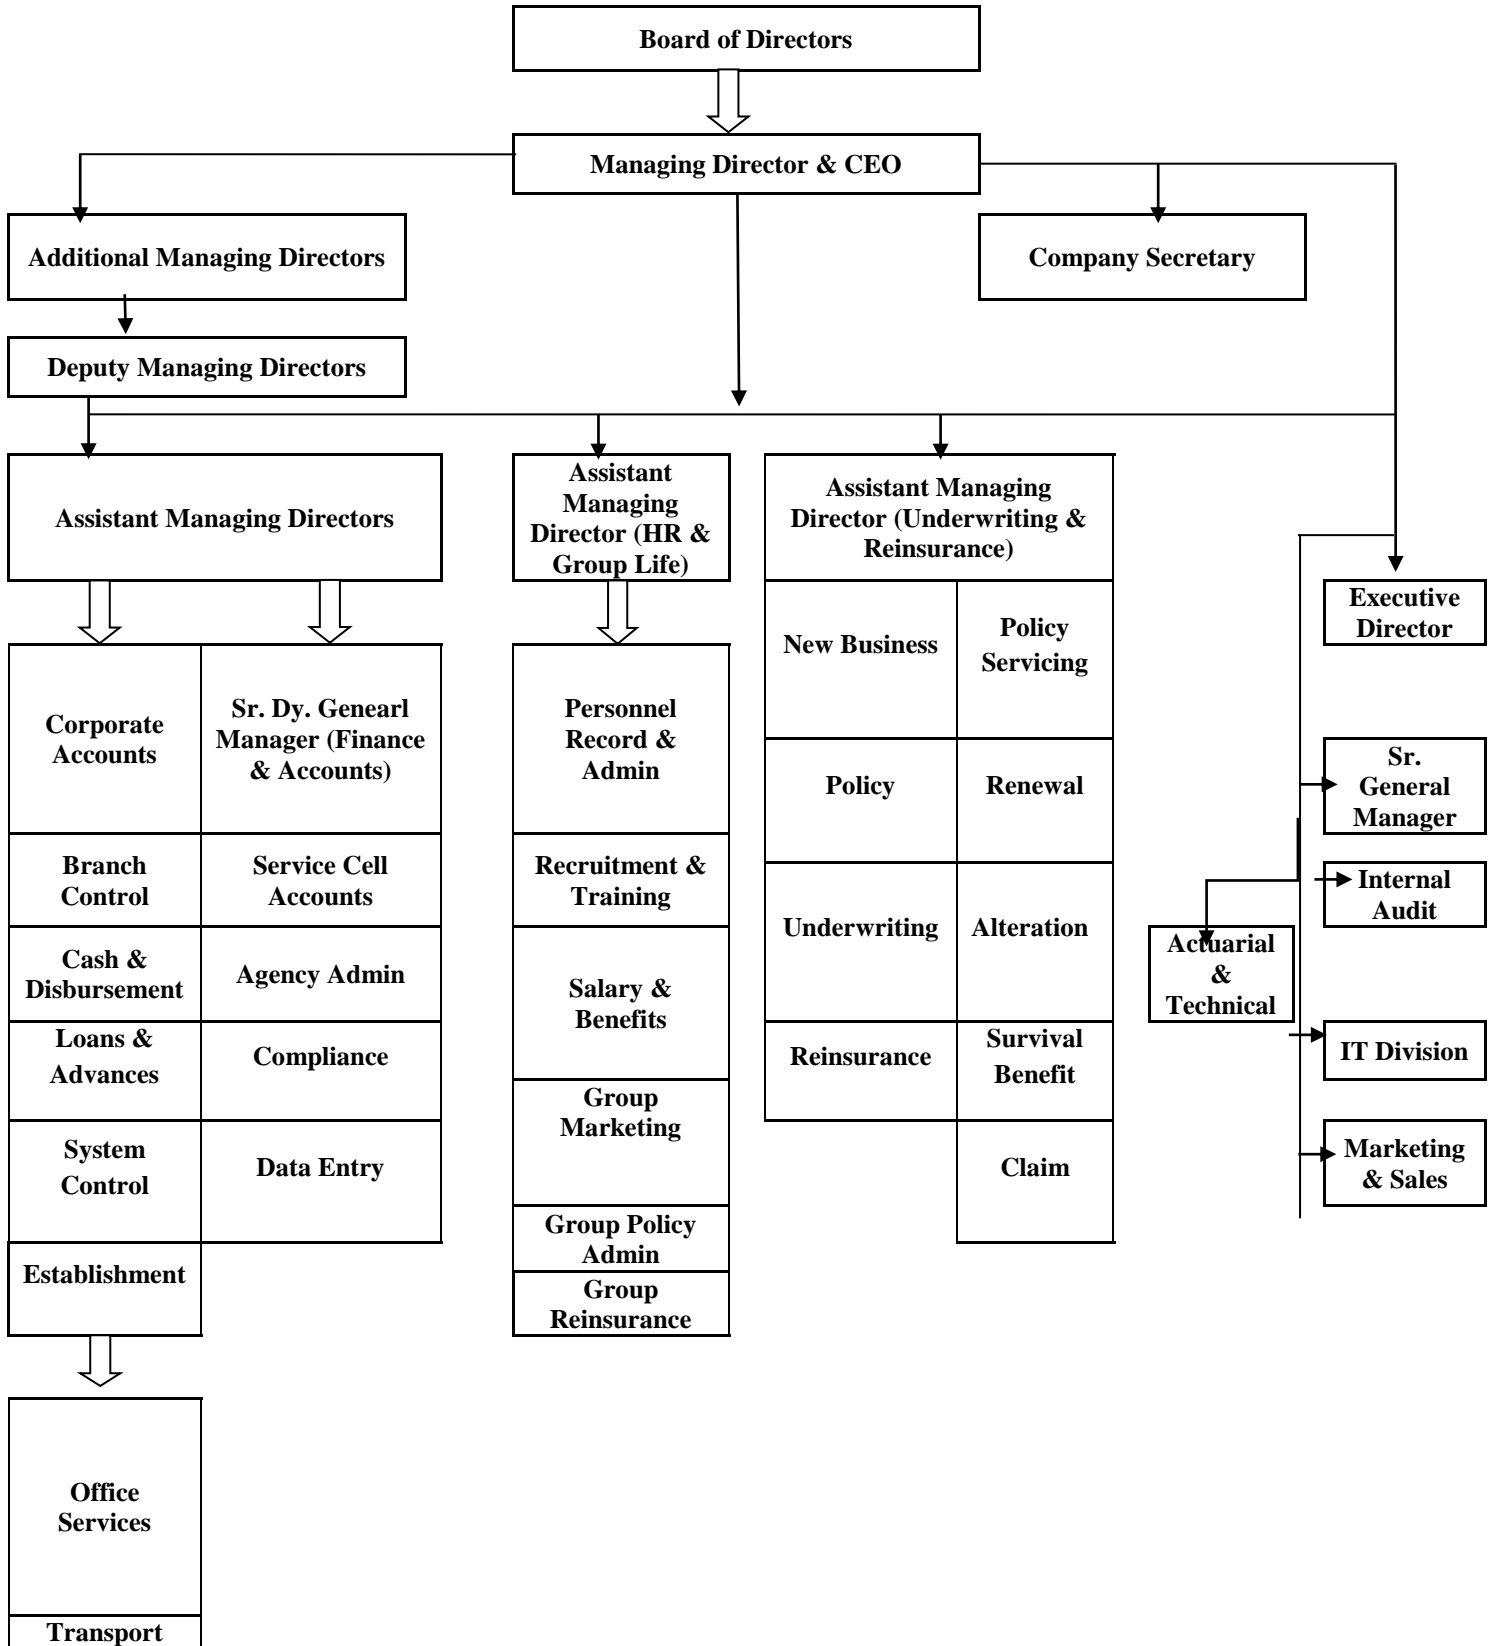 Board of Directors
Managing Director & CEO
Additional Managing Directors
Company Secretary
Deputy Managing Directors
Assistant Managing Directors
Assistant
Managing
Director (HR &
Group Life)
Assistant Managing
Director (Underwriting &
Reinsurance)
Executive
Director
Corporate
Accounts
Sr. Dy. Genearl
Manager (Finance
& Accounts)
Branch
Control
Service Cell
Accounts
Cash &
Disbursement
Agency Admin
Loans &
Advances
Compliance
System
Control
Data Entry
Establishment
Office
Services
Transport
Personnel
Record &
Admin
Recruitment &
Training
Salary &
Benefits
Group
Marketing
Group Policy
Admin
Group
Reinsurance
New Business
Policy
Servicing
Policy
Renewal
Underwriting
Alteration
Reinsurance
Survival
Benefit
Claim
Sr.
General
Manager
Internal
Audit
Actuarial
&
Technical
IT Division
Marketing
& Sales